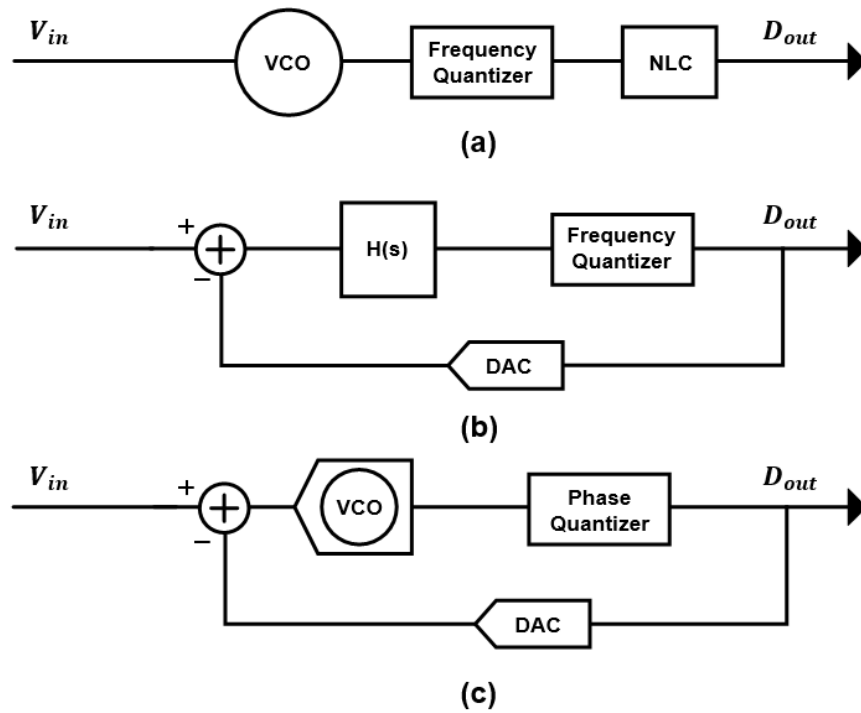 V_in
VCO
Frequency
Quantizer
NLC
D_out
(a)
V_in
+
+
−
H(s)
Frequency
Quantizer
D_out
DAC
(b)
V_in
+
+
−
VCO
Phase
Quantizer
D_out
DAC
(c)